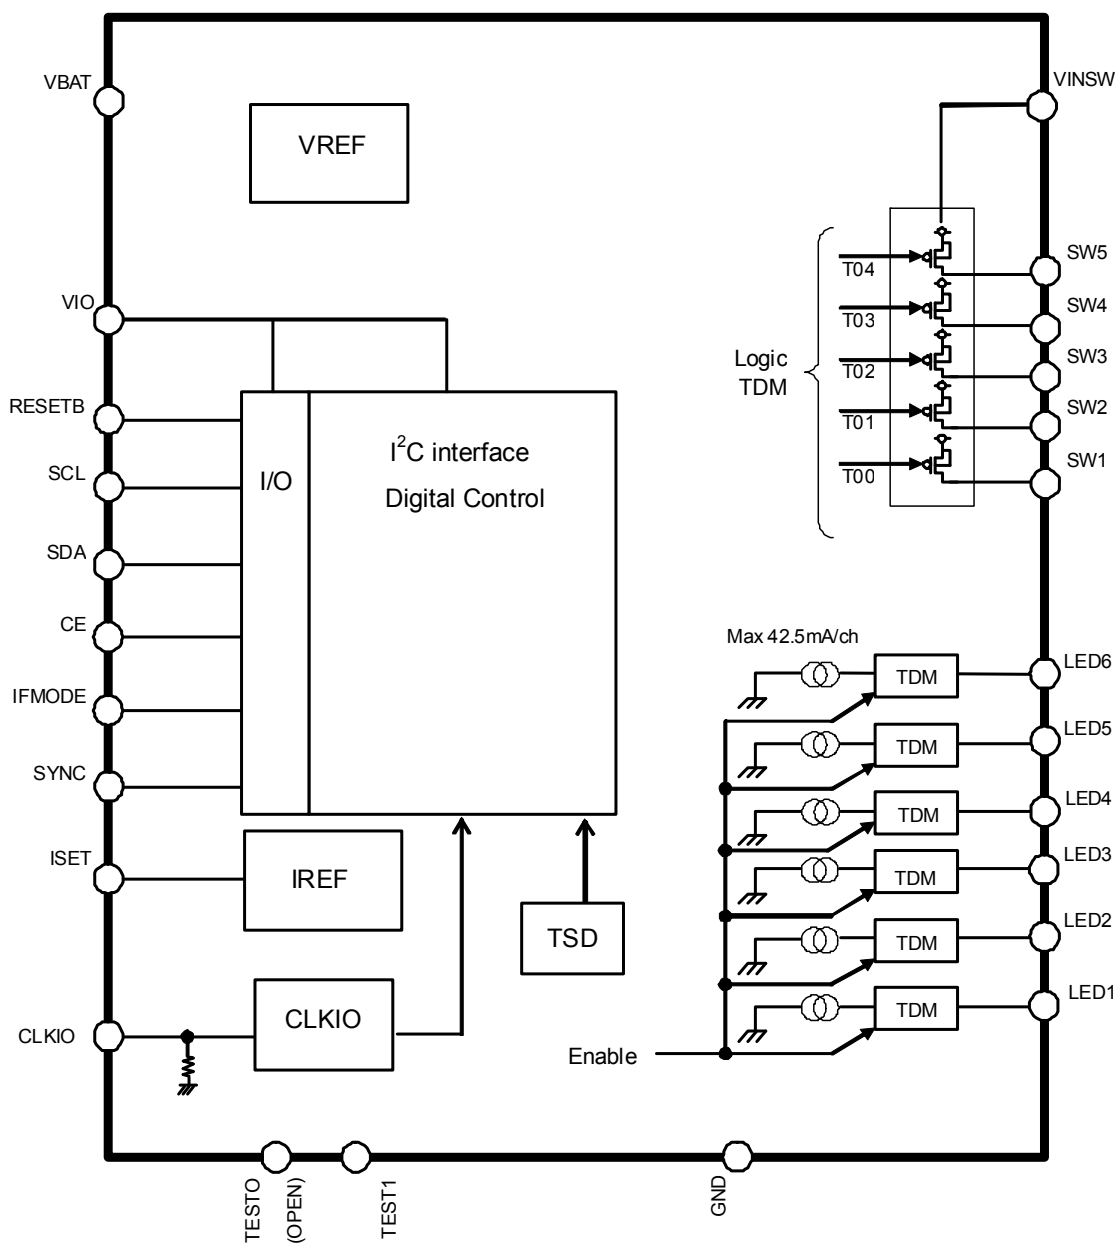 VBAT
VINSW
VREF
SW5
T04
VIO
SW4
T03
Logic
TDM
SW3
T02
RESETB
SW2
T01
I²C interface
Digital Control
I/O
SCL
SW1
T00
SDA
CE
Max 42.5mA/ch
LED6
TDM
IFMODE
LED5
TDM
SYNC
LED4
TDM
ISET
IREF
LED3
TDM
TSD
LED2
TDM
CLKIO
CLKIO
LED1
TDM
Enable
TESTO
(OPEN)
TEST1
GND